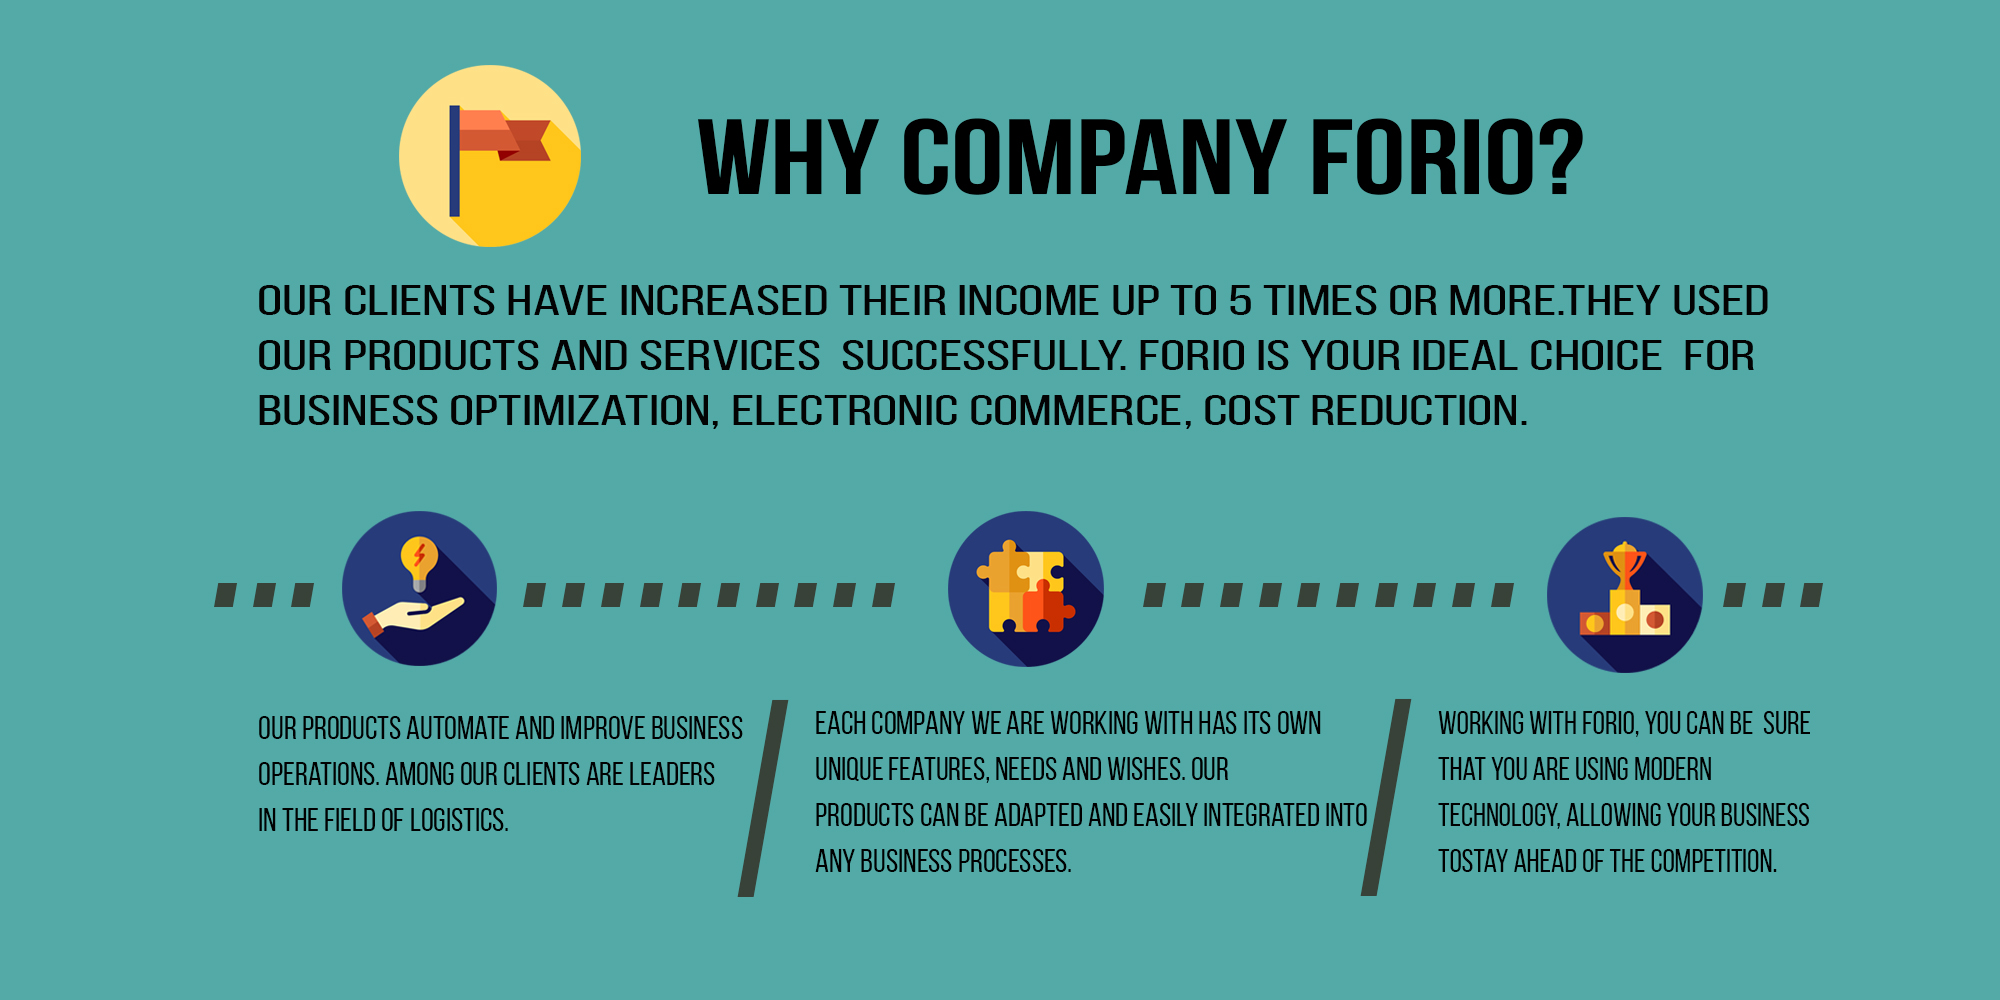 WHY COMPANY FORIO?
OUR CLIENTS HAVE INCREASED THEIR INCOME UP TO 5 TIMES OR MORE.THEY USED
OUR PRODUCTS AND SERVICES  SUCCESSFULLY. FORIO IS YOUR IDEAL CHOICE  FOR
BUSINESS OPTIMIZATION, ELECTRONIC COMMERCE, COST REDUCTION.
OUR PRODUCTS AUTOMATE AND IMPROVE BUSINESS
OPERATIONS. AMONG OUR CLIENTS ARE LEADERS
IN THE FIELD OF LOGISTICS.
EACH COMPANY WE ARE WORKING WITH HAS ITS OWN
UNIQUE FEATURES, NEEDS AND WISHES. OUR
PRODUCTS CAN BE ADAPTED AND EASILY INTEGRATED INTO
ANY BUSINESS PROCESSES.
WORKING WITH FORIO, YOU CAN BE  SURE
THAT YOU ARE USING MODERN
TECHNOLOGY, ALLOWING YOUR BUSINESS
TOSTAY AHEAD OF THE COMPETITION.